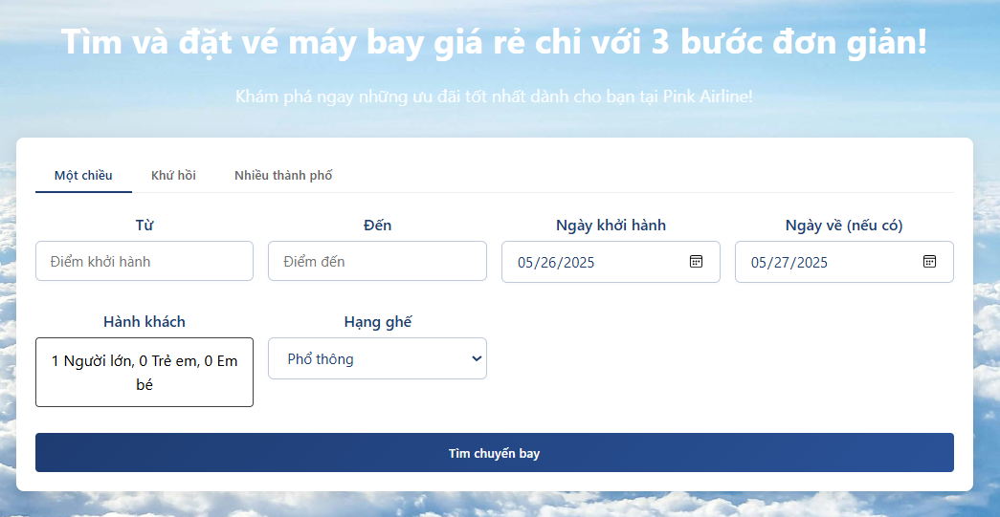 Tìm và đặt vé máy bay giá rẻ chỉ với 3 bước đơn giản!
Khám phá ngay những ưu đãi tốt nhất dành cho bạn tại Pink Airline!
Một chiều Khứ hồi Nhiều thành phố
Từ Đến Ngày khởi hành Ngày về (nếu có)
Điểm khởi hành Điểm đến 05/26/2025 05/27/2025
Hành khách Hạng ghế
1 Người lớn, 0 Trẻ em, 0 Em Phổ thông
bé
Tìm chuyến bay